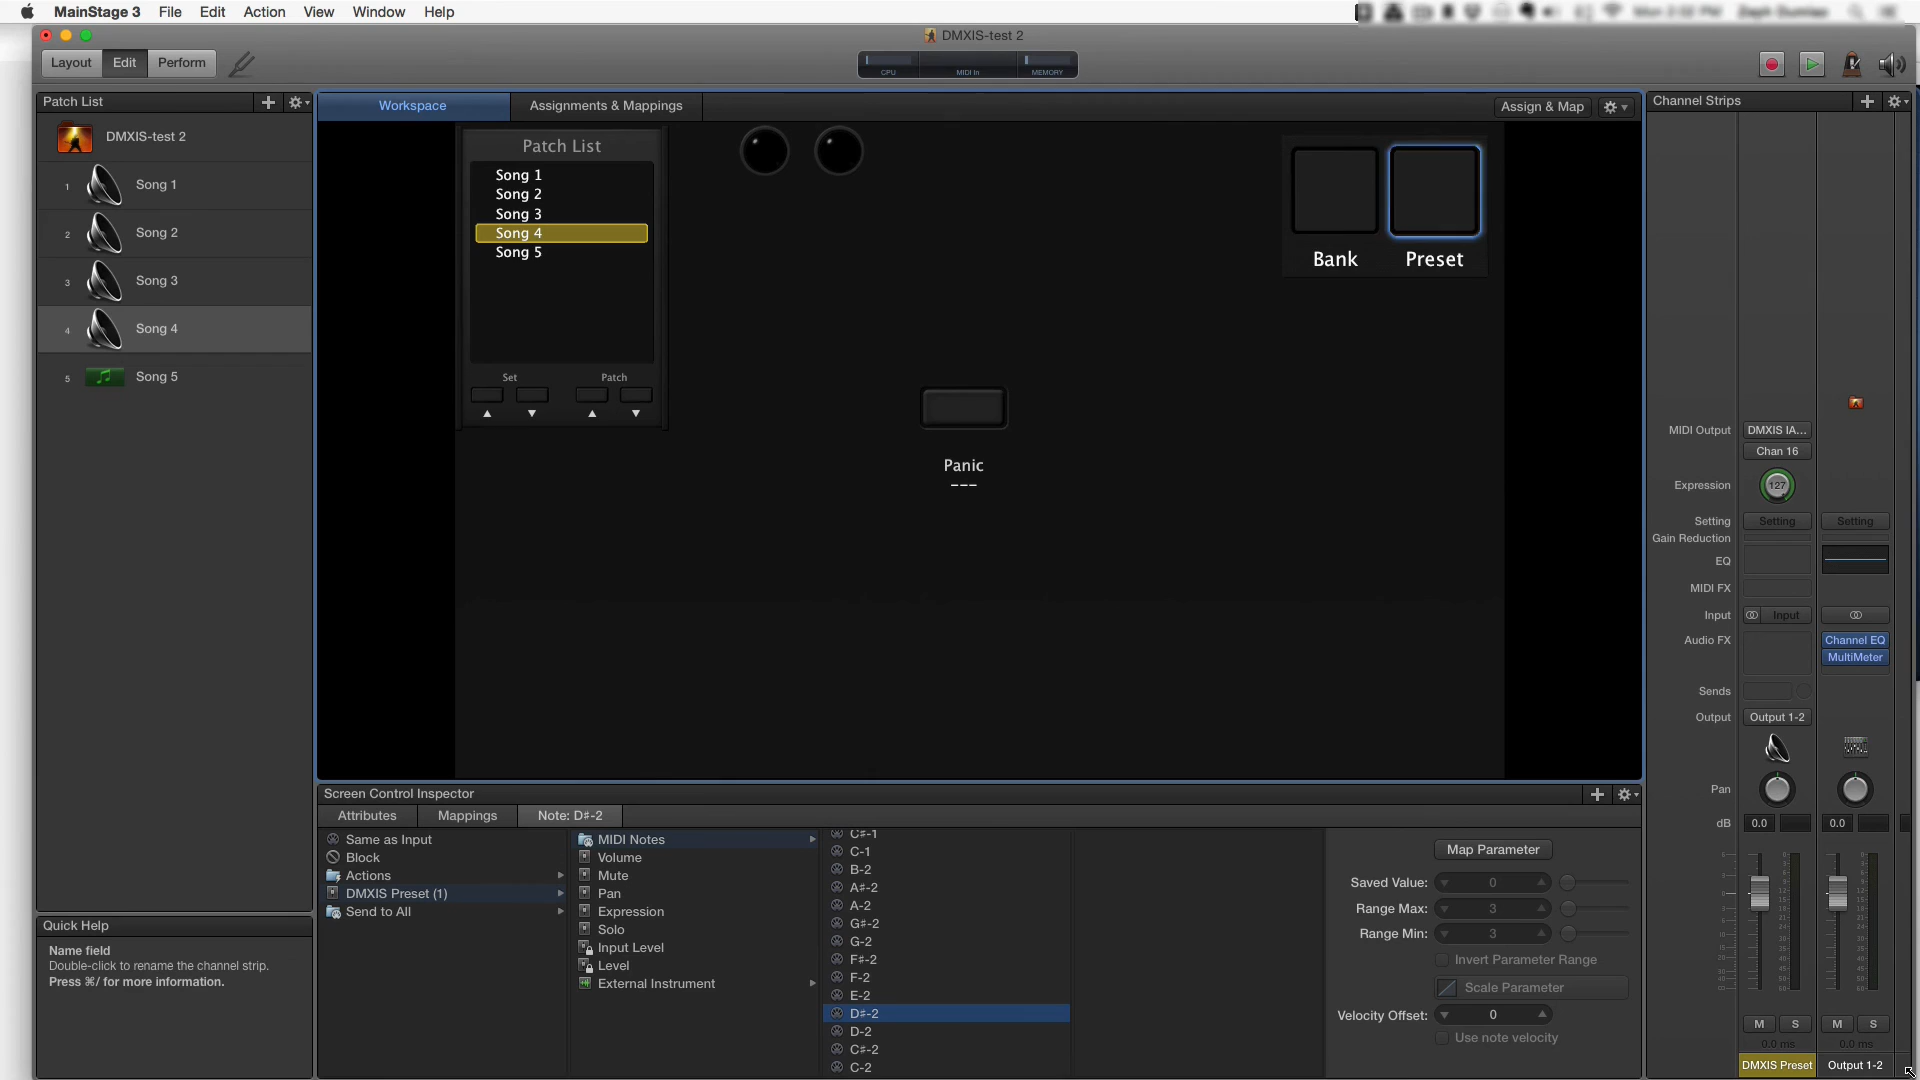 MainStage 3 File Edit Action View Window Help
DMXIS-test 2
Layout Edit Perform
CPU MIDI In MEMORY
Patch List
DMXIS-test 2
1 Song 1
2 Song 2
3 Song 3
4 Song 4
5 Song 5
Workspace Assignments & Mappings Assign & Map
Patch List
Song 1
Song 2
Song 3
Song 4
Song 5
Set Patch
Bank Preset
Panic
---
Channel Strips
MIDI Output DMXIS IA...
Chan 16
Expression 127
Setting Setting Setting
Gain Reduction
EQ
MIDI FX
Input Input
Audio FX Channel EQ
MultiMeter
Sends
Output Output 1-2
Pan
dB 0.0 0.0
M S M S
0.0 ms 0.0 ms
DMXIS Preset Output 1-2
Screen Control Inspector
Attributes Mappings Note: D#-2
Same as Input
Block
Actions
DMXIS Preset (1)
Send to All
MIDI Notes
Volume
Mute
Pan
Expression
Solo
Input Level
Level
External Instrument
C#-1
C-1
B-2
A#-2
A-2
G#-2
G-2
F#-2
F-2
E-2
D#-2
D-2
C#-2
C-2
Map Parameter
Saved Value: 0
Range Max: 3
Range Min: 3
Invert Parameter Range
Scale Parameter
Velocity Offset: 0
Use note velocity
Quick Help
Name field
Double-click to rename the channel strip.
Press ⌘/ for more information.